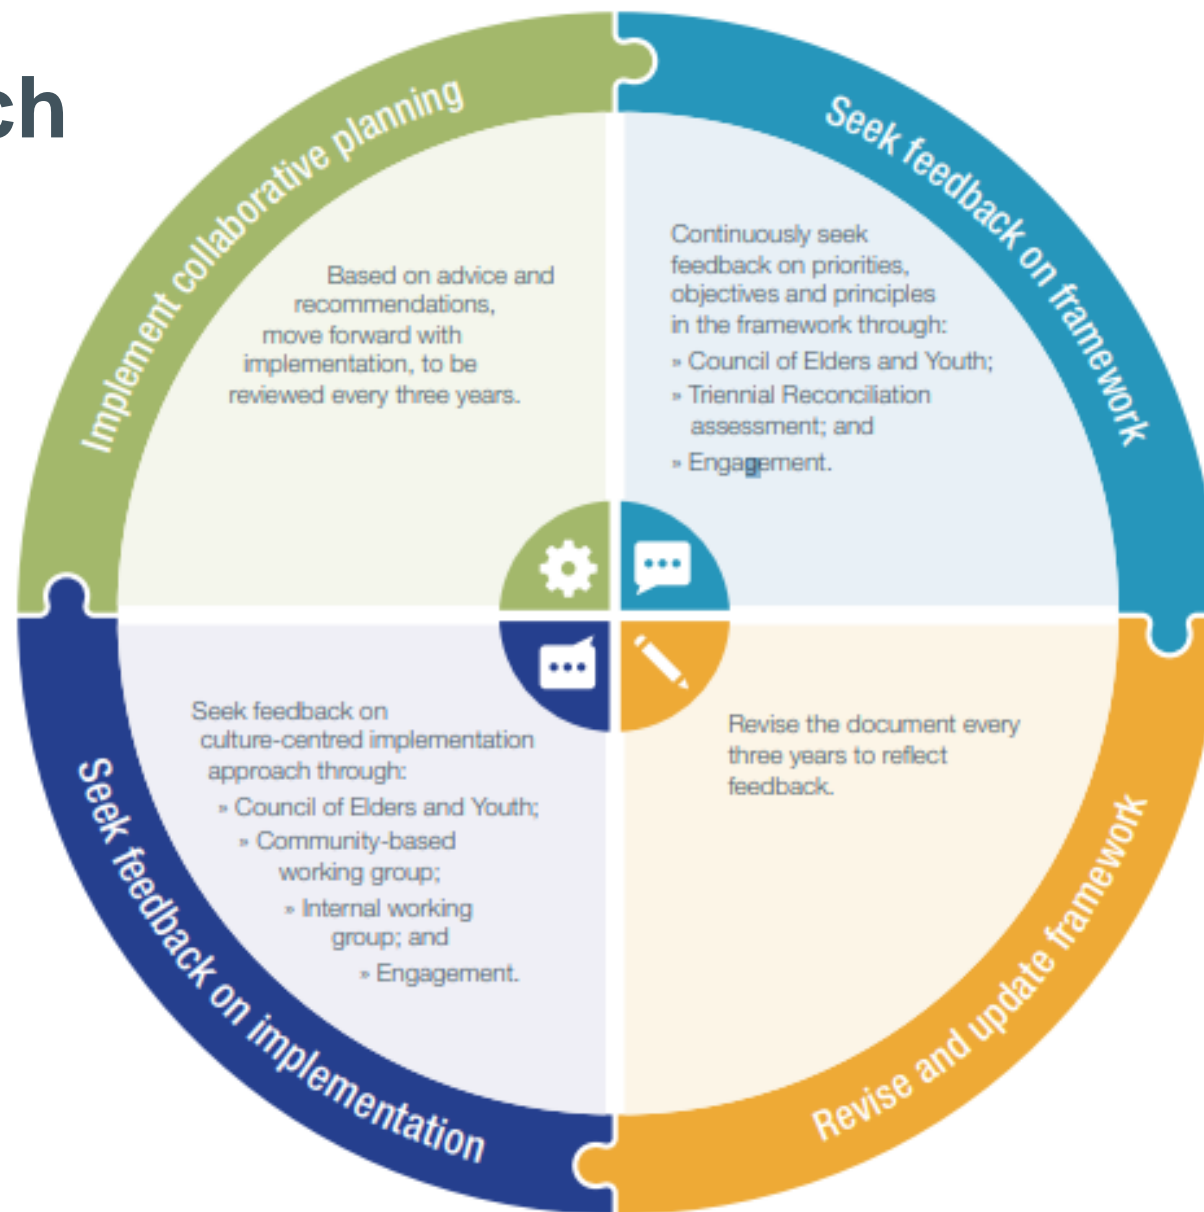 ch
Implement collaborative planning
Based on advice and
recommendations,
move forward with
implementation, to be
reviewed every three years.
Seek feedback on framework
Continuously seek
feedback on priorities,
objectives and principles
in the framework through:
» Council of Elders and Youth;
» Triennial Reconciliation
assessment; and
» Engagement.
Seek feedback on implementation
Seek feedback on
culture-centred implementation
approach through:
» Council of Elders and Youth;
» Community-based
working group;
» Internal working
group; and
» Engagement.
Revise and update framework
Revise the document every
three years to reflect
feedback.